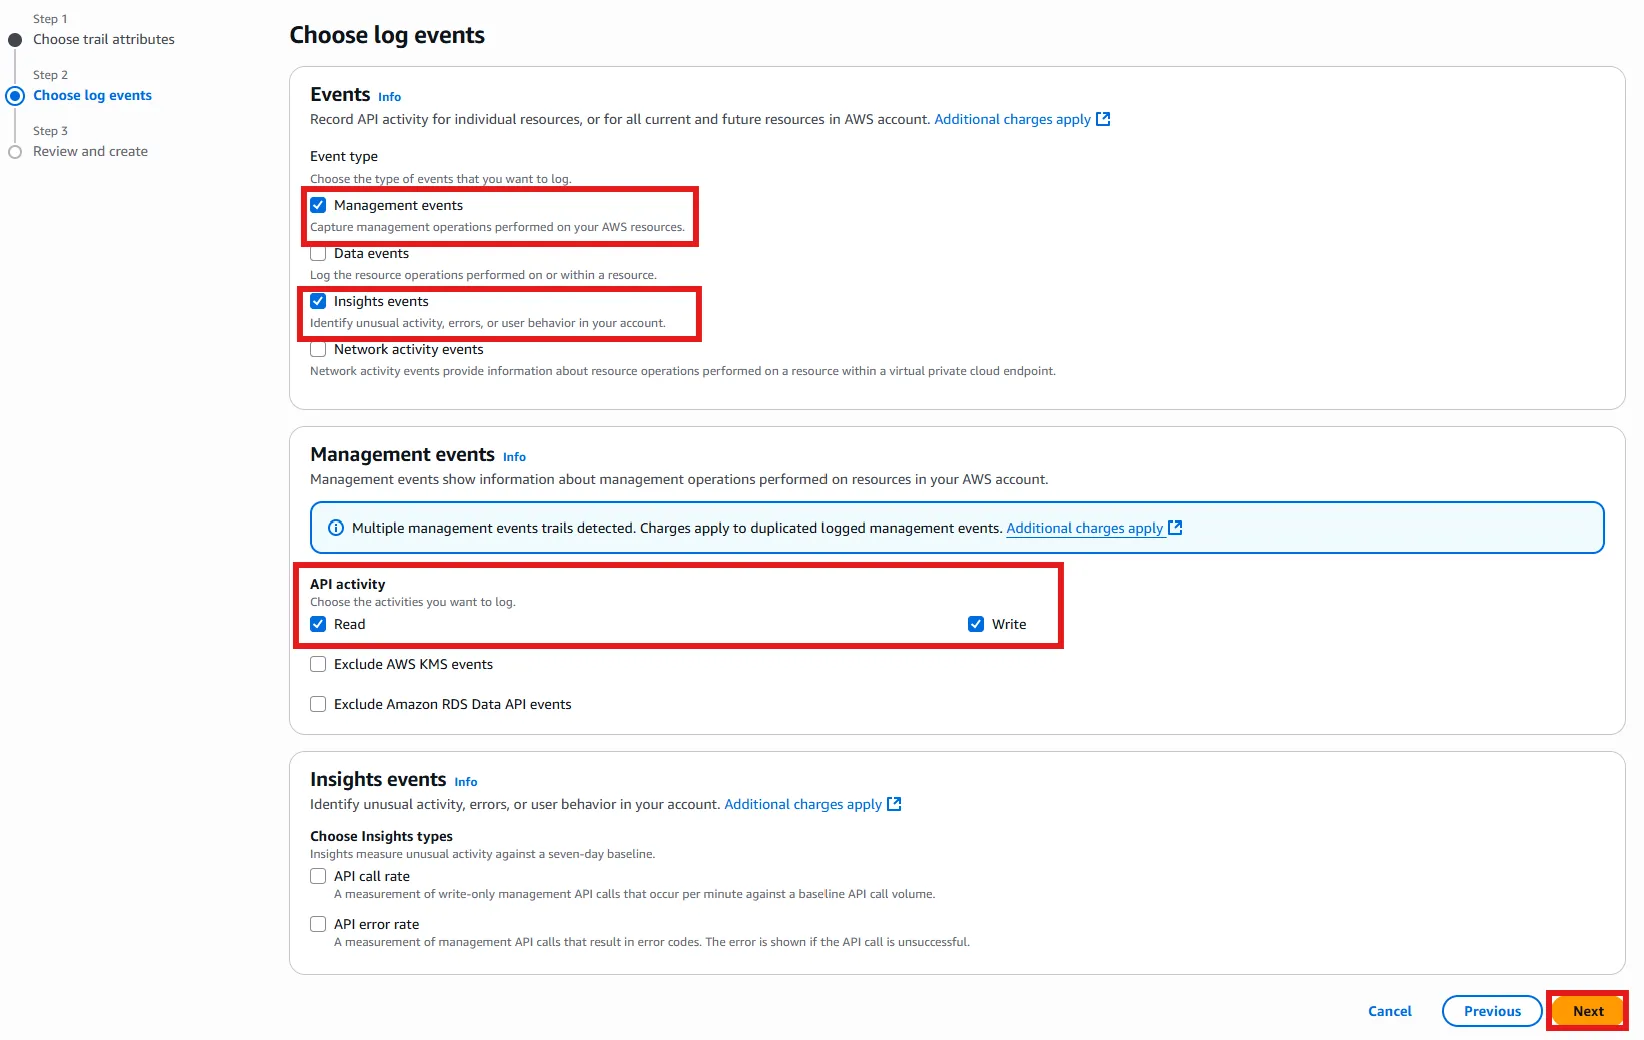 Step 1
Choose trail attributes
Step 2
Choose log events
Step 3
Review and create
Choose log events
Events Info
Record API activity for individual resources, or for all current and future resources in AWS account. Additional charges apply
Event type
Choose the type of events that you want to log.
Management events
Capture management operations performed on your AWS resources.
Data events
Log the resource operations performed on or within a resource.
Insights events
Identify unusual activity, errors, or user behavior in your account.
Network activity events
Network activity events provide information about resource operations performed on a resource within a virtual private cloud endpoint.
Management events Info
Management events show information about management operations performed on resources in your AWS account.
Multiple management events trails detected. Charges apply to duplicated logged management events. Additional charges apply
API activity
Choose the activities you want to log.
Read Write
Exclude AWS KMS events
Exclude Amazon RDS Data API events
Insights events Info
Identify unusual activity, errors, or user behavior in your account. Additional charges apply
Choose Insights types
Insights measure unusual activity against a seven-day baseline.
API call rate
A measurement of write-only management API calls that occur per minute against a baseline API call volume.
API error rate
A measurement of management API calls that result in error codes. The error is shown if the API call is unsuccessful.
Cancel Previous Next